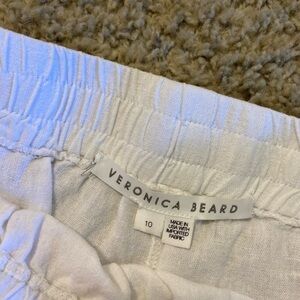 VERONICA BEARD
10
MADE IN
USA WITH
IMPORTED
FABRIC